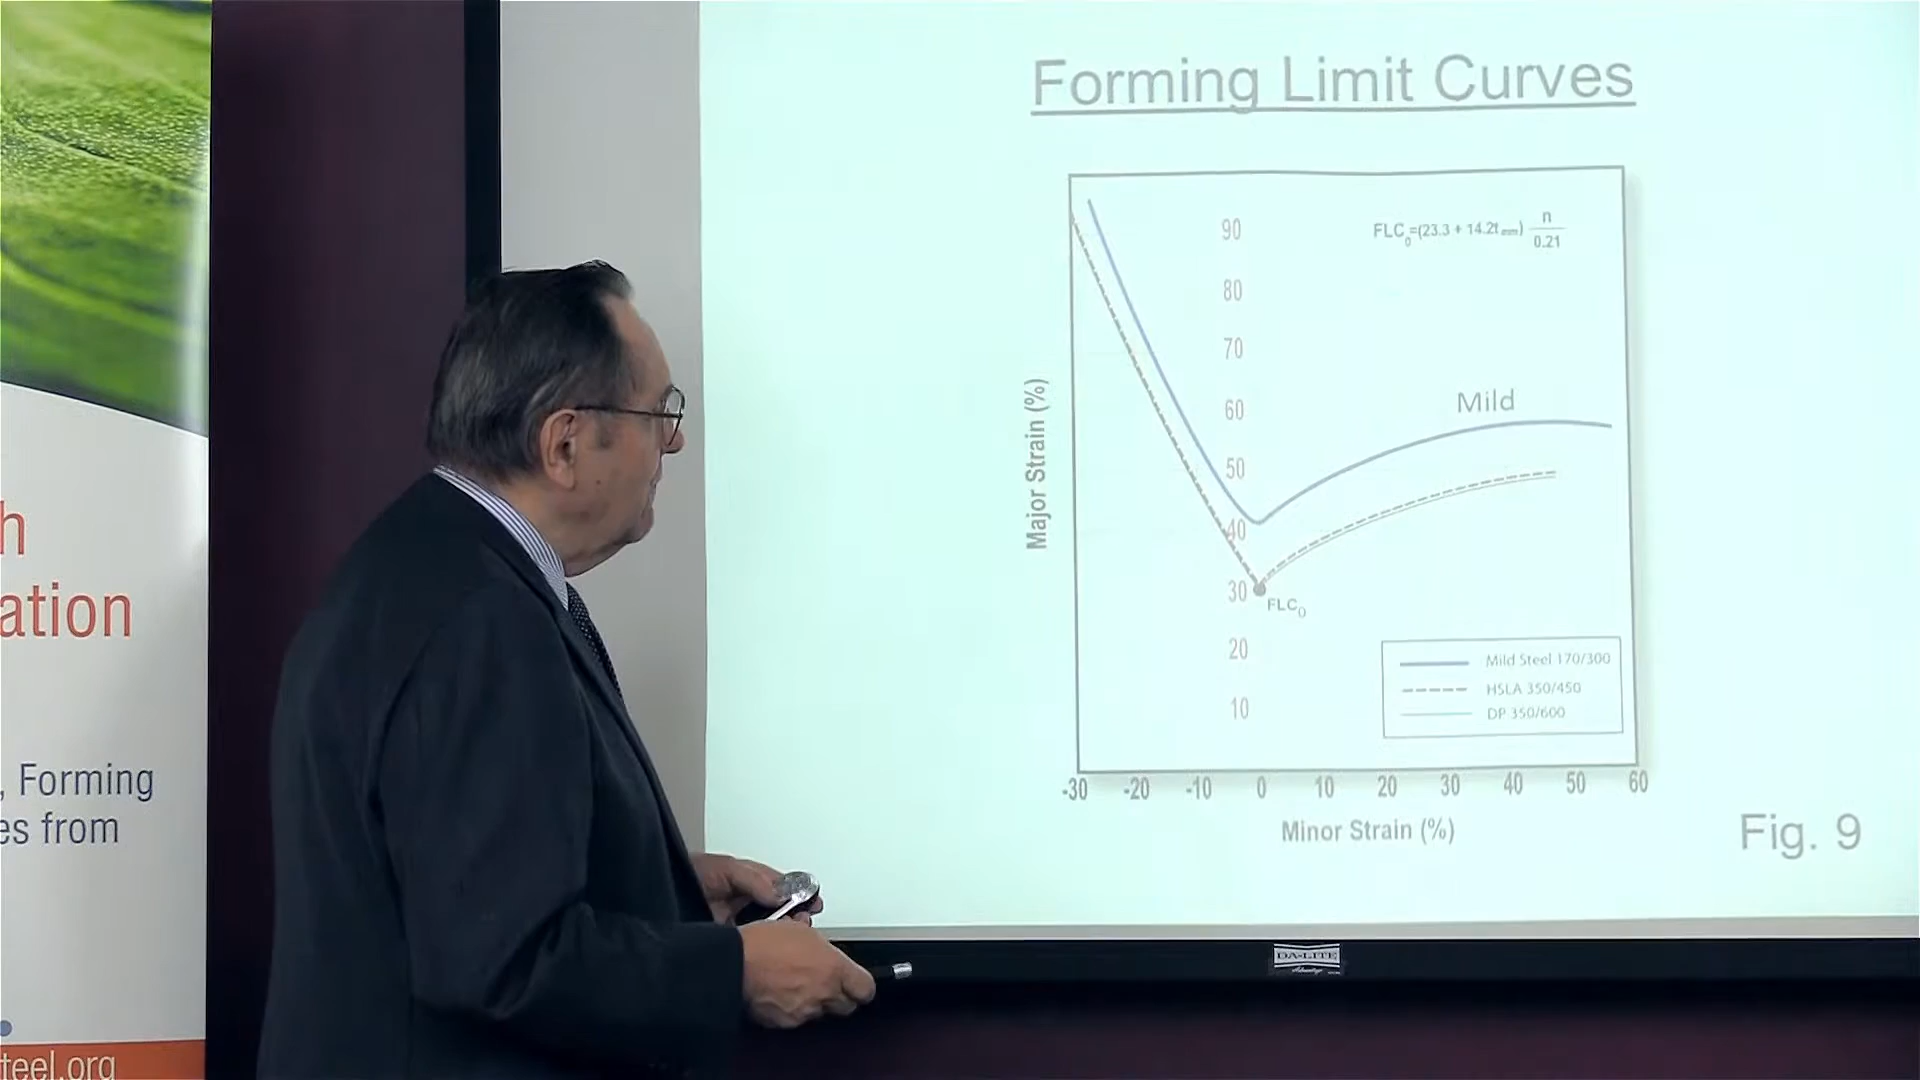 Forming Limit Curves
FLC0=(23.3 + 14.2t mm) n
0.21
90
80
70
60
50
40
30
20
10
Major Strain (%)
Mild
FLC0
Mild Steel 170/300
HSLA 350/450
DP 350/600
-30 -20 -10 0 10 20 30 40 50 60
Minor Strain (%)
Fig. 9
h
ation
, Forming
es from
teel.org
DA-LITE